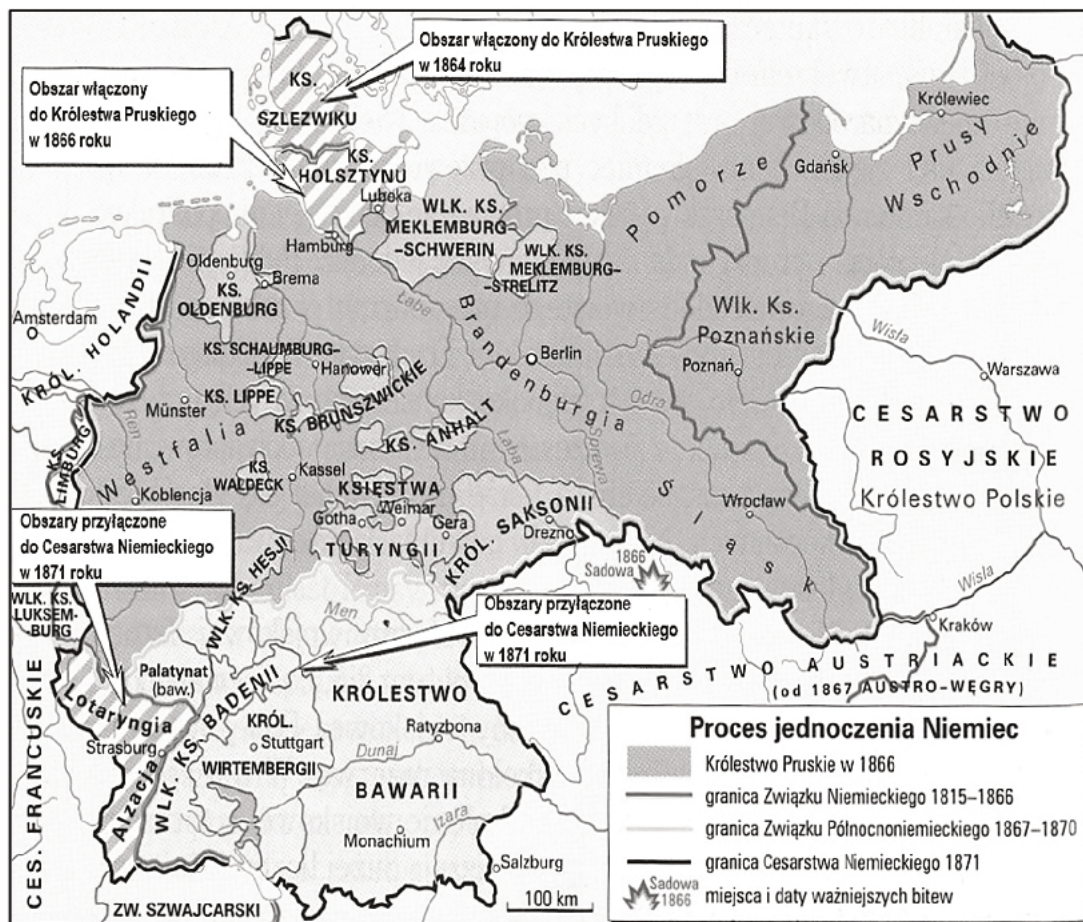 Obszar włączony do Królestwa Pruskiego
w 1864 roku
Obszar włączony
do Królestwa Pruskiego
w 1866 roku
KS.
SZLEZWIKU
KS.
HOLSZTYNU
Lubeka
Hamburg
WLK. KS.
MEKLEMBURG
–SCHWERIN
WLK. KS.
MEKLEMBURG–
–STRELITZ
Pomorze
Gdańsk
Królewiec
Prusy
Wschodnie
Oldenburg
Brema
KS.
OLDENBURG
Amsterdam
KRÓL. HOLANDII
Łaba
Brandenburgia
Berlin
Wlk. Ks.
Poznańskie
Poznań
Wisła
Warszawa
KS. SCHAUMBURG–
–LIPPE
Hanower
Münster
KS. LIPPE
KS. BRUNSZWICKIE
KS. ANHALT
Odra
Ren
Westfalia
KS. LIMBURG
Koblencja
KS.
WALDECK
Kassel
Łaba
Sprewa
CESARSTWO
ROSYJSKIE
Królestwo Polskie
KSIĘSTWA
Weimar
Gotha
Gera
TURYNGII
KRÓL. SAKSONII
Drezno
Śląsk
Wrocław
Obszary przyłączone
do Cesarstwa Niemieckiego
w 1871 roku
WLK. KS. HESJI
1866
Sadowa
Wisła
Kraków
WLK. KS.
LUKSEM-
BURG
Men
Obszary przyłączone
do Cesarstwa Niemieckiego
w 1871 roku
CESARSTWO AUSTRIACKIE
(od 1867 AUSTRO–WĘGRY)
CES. FRANCUSKIE
Palatynat
(baw.)
Lotaryngia
Strasburg
Alzacja
WLK. KS. BADENII
KRÓL.
Stuttgart
WIRTEMBERGII
KRÓLESTWO
Ratyzbona
Dunaj
BAWARII
Izara
Monachium
Salzburg
ZW. SZWAJCARSKI
100 km
Proces jednoczenia Niemiec
Królestwo Pruskie w 1866
granica Związku Niemieckiego 1815–1866
granica Związku Północnoniemieckiego 1867–1870
granica Cesarstwa Niemieckiego 1871
Sadowa
1866
miejsca i daty ważniejszych bitew